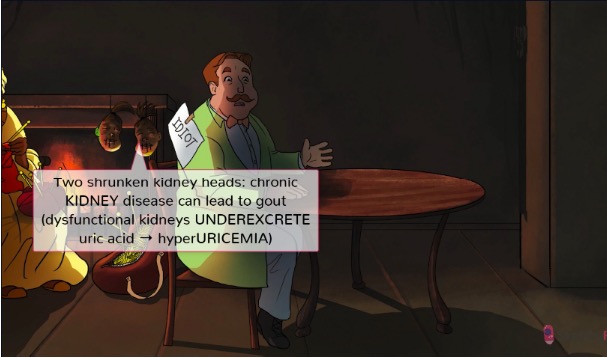 IDIOT
Two shrunken kidney heads: chronic
KIDNEY disease can lead to gout
(dysfunctional kidneys UNDEREXCRETE
uric acid → hyperURICEMIA)